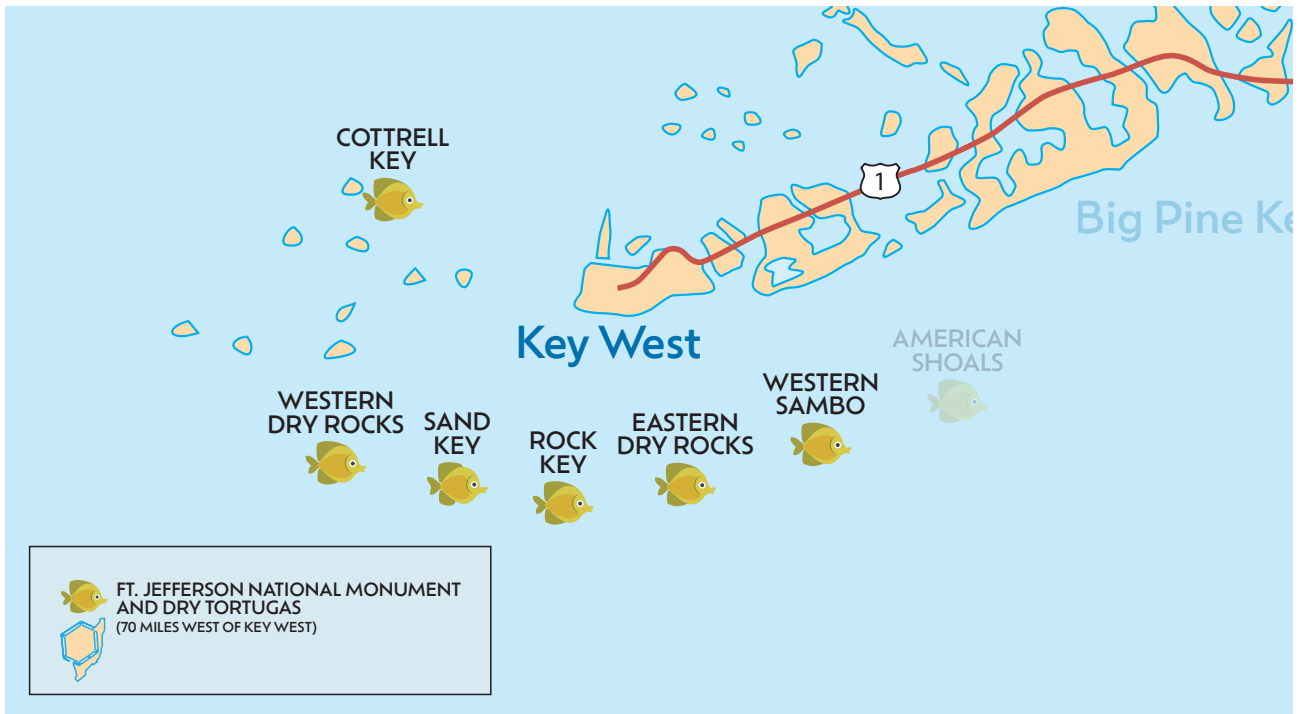 COTTRELL
KEY
1
Big Pine Ke
Key West
AMERICAN
SHOALS
WESTERN
DRY ROCKS
SAND
KEY
ROCK
KEY
EASTERN
DRY ROCKS
WESTERN
SAMBO
FT. JEFFERSON NATIONAL MONUMENT
AND DRY TORTUGAS
(70 MILES WEST OF KEY WEST)